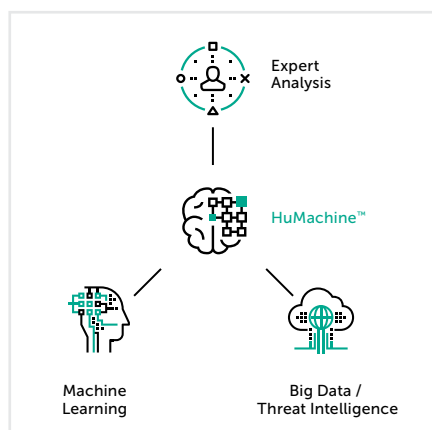 Expert
Analysis
HuMachine™
Machine
Learning
Big Data /
Threat Intelligence